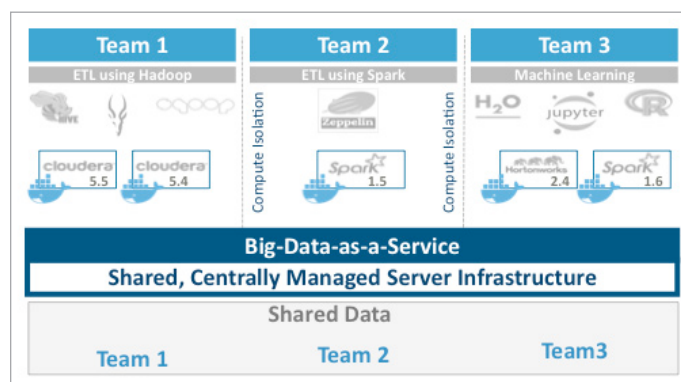 Team 1
Team 2
Team 3
ETL using Hadoop
ETL using Spark
Machine Learning
HIVE
sqoop
Zeppelin
H2O
jupyter
R
Compute Isolation
Compute Isolation
cloudera
5.5
cloudera
5.4
Spark
1.5
Hortonworks
2.4
Spark
1.6
Big-Data-as-a-Service
Shared, Centrally Managed Server Infrastructure
Shared Data
Team 1
Team 2
Team3